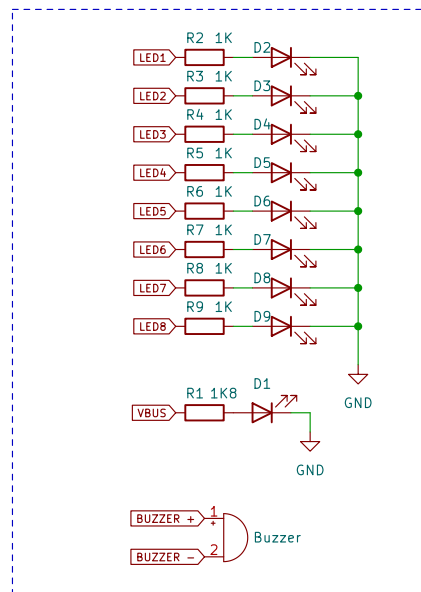 R2 1K D2
LED1
R3 1K D3
LED2
R4 1K D4
LED3
R5 1K D5
LED4
R6 1K D6
LED5
R7 1K D7
LED6
R8 1K D8
LED7
R9 1K D9
LED8
GND
R1 1K8 D1
VBUS
GND
BUZZER + 1
+
Buzzer
BUZZER - 2